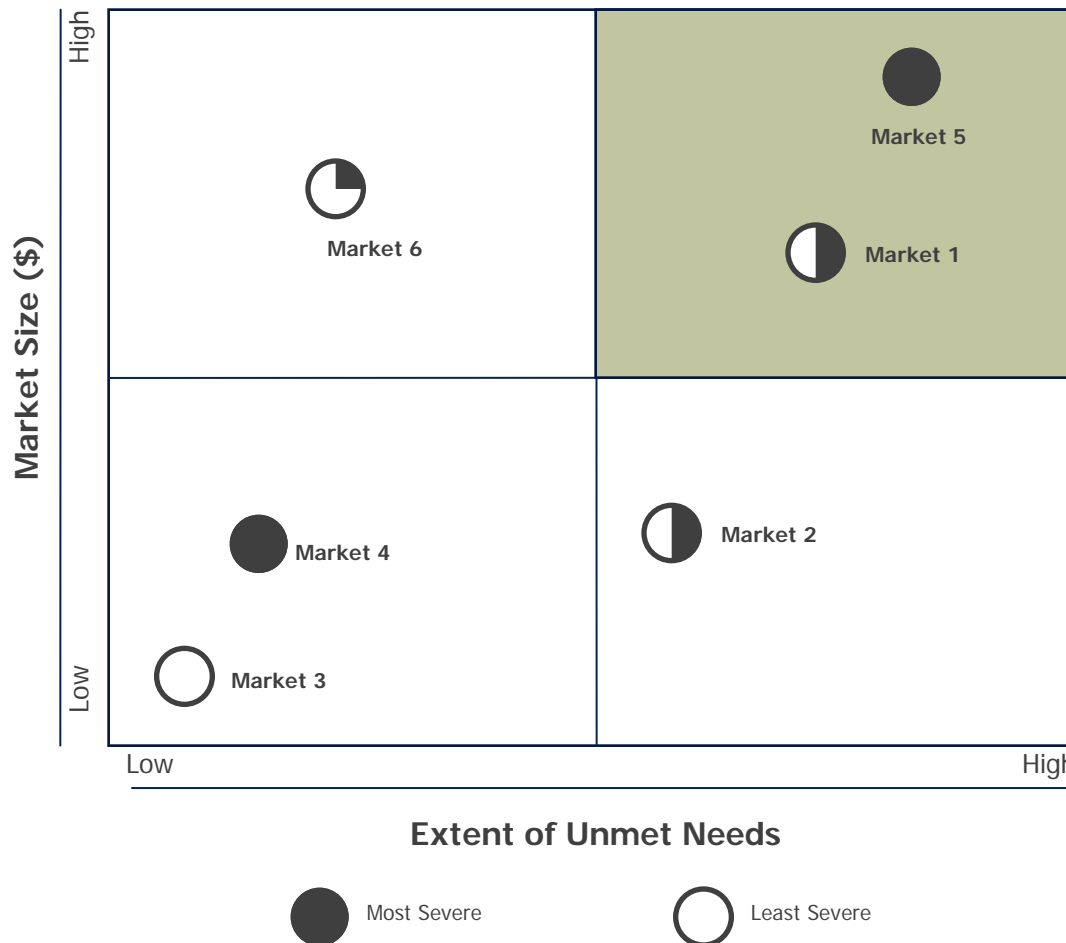 High
Market 5
Market 6
Market 1
Market Size ($)
Market 4
Market 2
Market 3
Low
Low
High
Extent of Unmet Needs
Most Severe
Least Severe